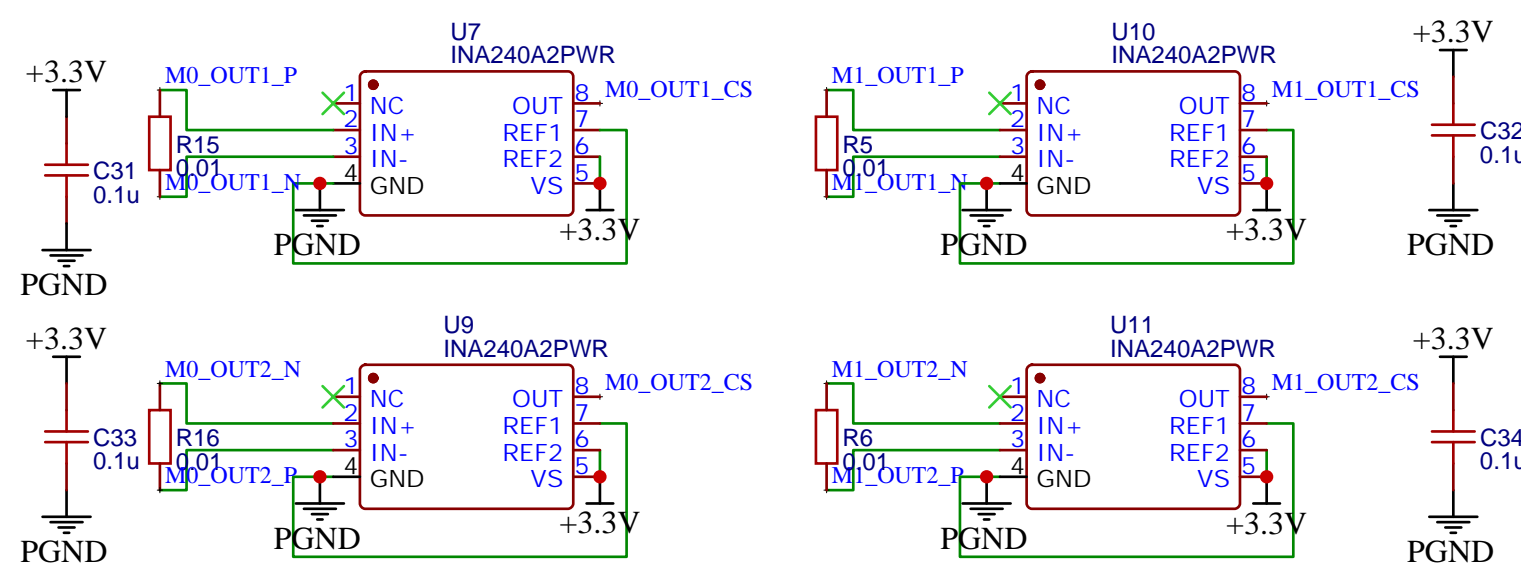 U7
INA240A2PWR
+3.3V
C31
0.1u
PGND
M0_OUT1_P
R15
0.01
M0_OUT1_N
1
2
3
4
NC
IN+
IN-
GND
OUT
REF1
REF2
VS
8
7
6
5
M0_OUT1_CS
PGND
+3.3V
U10
INA240A2PWR
M1_OUT1_P
R5
0.01
M1_OUT1_N
1
2
3
4
NC
IN+
IN-
GND
OUT
REF1
REF2
VS
8
7
6
5
M1_OUT1_CS
PGND
+3.3V
+3.3V
C32
0.1u
PGND
U9
INA240A2PWR
+3.3V
C33
0.1u
PGND
M0_OUT2_N
R16
0.01
M0_OUT2_P
1
2
3
4
NC
IN+
IN-
GND
OUT
REF1
REF2
VS
8
7
6
5
M0_OUT2_CS
PGND
+3.3V
U11
INA240A2PWR
M1_OUT2_N
R6
0.01
M1_OUT2_P
1
2
3
4
NC
IN+
IN-
GND
OUT
REF1
REF2
VS
8
7
6
5
M1_OUT2_CS
PGND
+3.3V
+3.3V
C34
0.1u
PGND